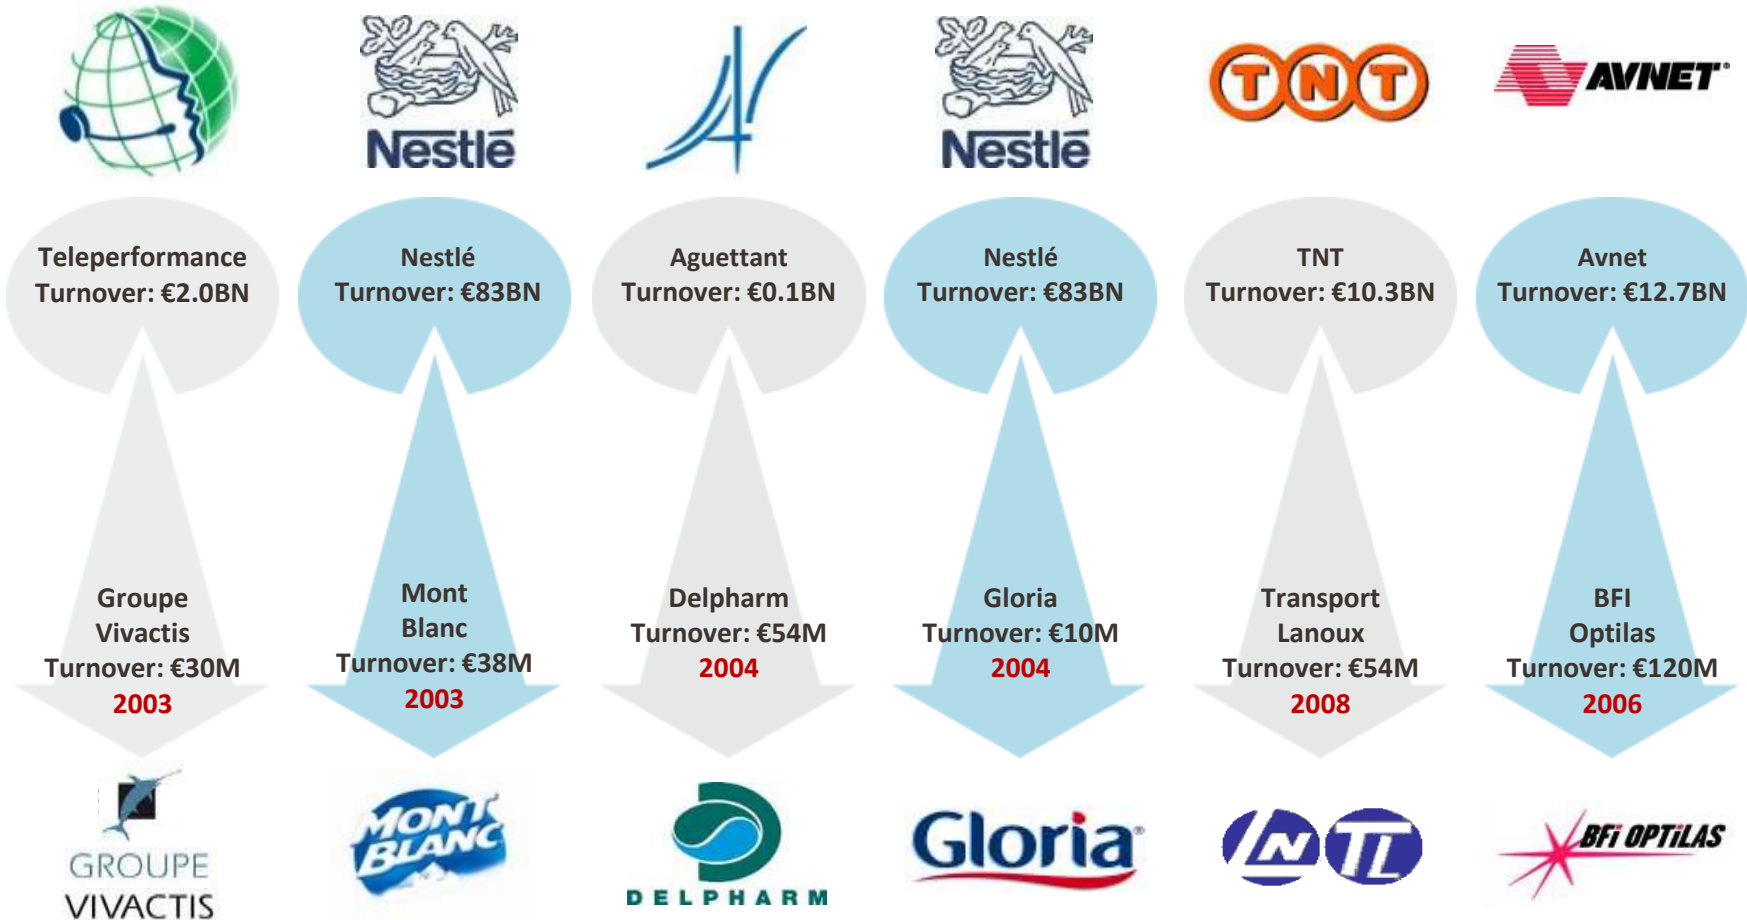 Nestlé
Nestlé
TNT
AVNET
Teleperformance
Turnover: €2.0BN
Nestlé
Turnover: €83BN
Aguettant
Turnover: €0.1BN
Nestlé
Turnover: €83BN
TNT
Turnover: €10.3BN
Avnet
Turnover: €12.7BN
Groupe
Vivactis
Turnover: €30M
2003
Mont
Blanc
Turnover: €38M
2003
Delpharm
Turnover: €54M
2004
Gloria
Turnover: €10M
2004
Transport
Lanoux
Turnover: €54M
2008
BFI
Optilas
Turnover: €120M
2006
GROUPE
VIVACTIS
MONT
BLANC
DELPHARM
Gloria
LN TL
BFi OPTiLAS